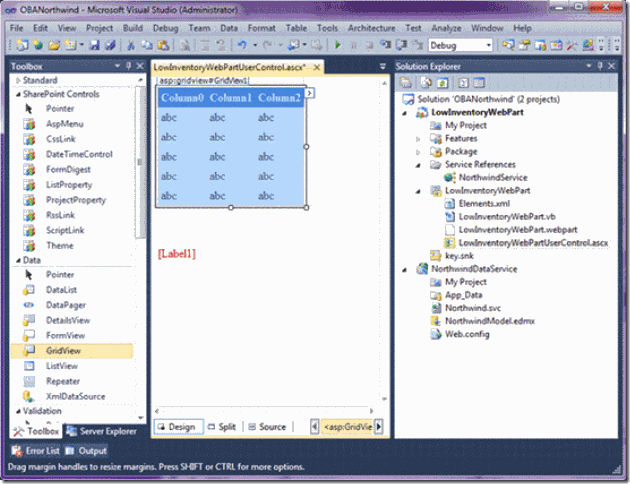 OBANorthwind - Microsoft Visual Studio (Administrator)
File Edit View Project Build Debug Team Data Format Table Tools Architecture Test Analyze Window Help
Debug
Toolbox
Standard
SharePoint Controls
Pointer
AspMenu
CssLink
DateTimeControl
FormDigest
ListProperty
ProjectProperty
RssLink
ScriptLink
Theme
Data
Pointer
DataList
DataPager
DetailsView
FormView
GridView
ListView
Repeater
XmlDataSource
Validation
Toolbox Server Explorer
LowInventoryWebPartUserControl.ascx*
asp:gridview#GridView1
Column0 Column1 Column2
abc abc abc
abc abc abc
abc abc abc
abc abc abc
abc abc abc
[Label1]
Design Split Source <asp:GridVie
Solution Explorer
Solution 'OBANorthwind' (2 projects)
LowInventoryWebPart
My Project
Features
Package
Service References
NorthwindService
LowInventoryWebPart
Elements.xml
LowInventoryWebPart.vb
LowInventoryWebPart.webpart
LowInventoryWebPartUserControl.ascx
key.snk
NorthwindDataService
My Project
App_Data
Northwind.svc
NorthwindModel.edmx
Web.config
Error List Output
Drag margin handles to resize margins. Press SHIFT or CTRL for more options.